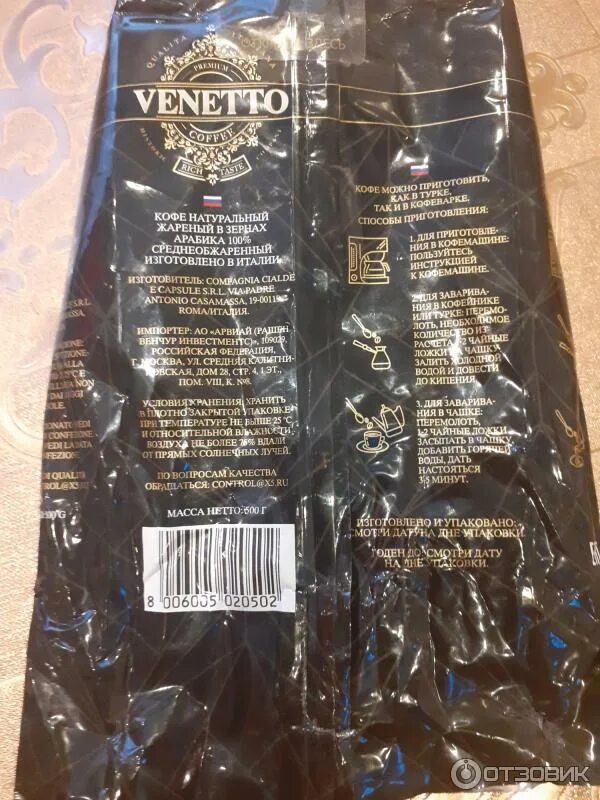 ЗДЕСЬ
QUALITA
PREMIUM
VENETTO
COFFEE
RICH TASTE
КОФЕ НАТУРАЛЬНЫЙ
ЖАРЕНЫЙ В ЗЕРНАХ
АРАБИКА 100%
СРЕДНЕОБЖАРЕННЫЙ
ИЗГОТОВЛЕНО В ИТАЛИИ
ИЗГОТОВИТЕЛЬ: COMPAGNIA CIALDE
E CAPSULE S.R.L. VIA PADRE
ANTONIO CASAMASSA,
ROMA/ИТАЛИЯ.
ИМПОРТЕР: АО «АРВИАЙ (РАШЕН
ВЕНЧУР ИНВЕСТМЕНТС)», 109029,
РОССИЙСКАЯ ФЕДЕРАЦИЯ,
Г. МОСКВА, УЛ. СРЕДНЯЯ КАЛИТНИ-
КОВСКАЯ, ДОМ 28, СТР. 4, 1 ЭТ.,
ПОМ. VIII, К. №8.
УСЛОВИЯ ХРАНЕНИЯ: ХРАНИТЬ
В ПЛОТНО ЗАКРЫТОЙ УПАКОВКЕ
ПРИ ТЕМПЕРАТУРЕ НЕ ВЫШЕ 25 °C
И ОТНОСИТЕЛЬНОЙ ВЛАЖНОСТИ
ВОЗДУХА НЕ БОЛЕЕ 75% ВДАЛИ
ОТ ПРЯМЫХ СОЛНЕЧНЫХ ЛУЧЕЙ.
ПО ВОПРОСАМ КАЧЕСТВА
ОБРАЩАТЬСЯ: CONTROL@X5.RU
МАССА НЕТТО: 500 Г
8 006005 020502
КОФЕ МОЖНО ПРИГОТОВИТЬ,
КАК В ТУРКЕ,
ТАК И В КОФЕВАРКЕ.
СПОСОБЫ ПРИГОТОВЛЕНИЯ:
1. ДЛЯ ПРИГОТОВЛЕ-
НИЯ В КОФЕМАШИНЕ:
ПОЛЬЗУЙТЕСЬ
ИНСТРУКЦИЕЙ
К КОФЕМАШИНЕ.
2. ДЛЯ ЗАВАРИВА-
НИЯ В КОФЕЙНИКЕ
ИЛИ ТУРКЕ: ПЕРЕМО-
ЛОТЬ, НЕОБХОДИМОЕ
КОЛИЧЕСТВО ИЗ
РАСЧЕТА 1-2 ЧАЙНЫЕ
ЛОЖКИ НА ЧАШКУ
ЗАЛИТЬ ХОЛОДНОЙ
ВОДОЙ И ДОВЕСТИ
ДО КИПЕНИЯ.
3. ДЛЯ ЗАВАРИВА-
НИЯ В ЧАШКЕ:
ПЕРЕМОЛОТЬ,
1-2 ЧАЙНЫЕ ЛОЖКИ
ЗАСЫПАТЬ В ЧАШКУ,
ДОБАВИТЬ ГОРЯЧЕЙ
ВОДЫ, ДАТЬ
НАСТОЯТЬСЯ
3-5 МИНУТ.
ИЗГОТОВЛЕНО И УПАКОВАНО:
СМОТРИ ДАТУ НА ДНЕ УПАКОВКИ.
ГОДЕН ДО: СМОТРИ ДАТУ
НА ДНЕ УПАКОВКИ.
ОТЗОВИК